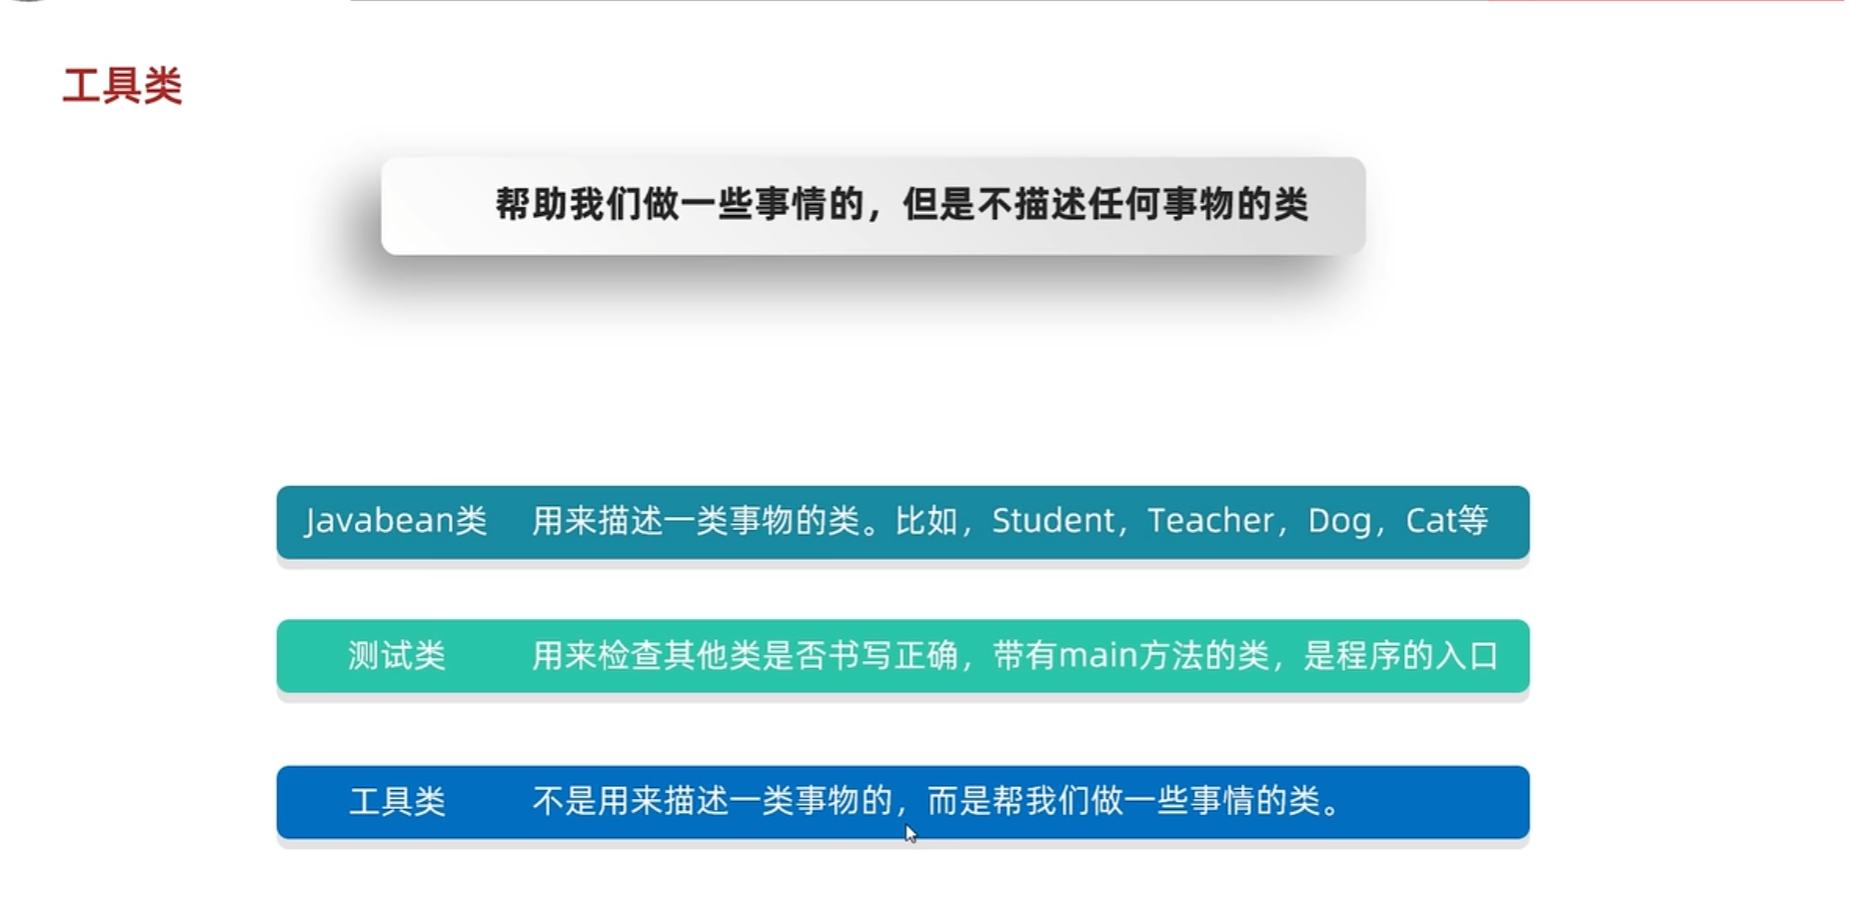 工具类
帮助我们做一些事情的，但是不描述任何事物的类
Javabean类 用来描述一类事物的类。比如，Student，Teacher，Dog，Cat等
测试类 用来检查其他类是否书写正确，带有main方法的类，是程序的入口
工具类 不是用来描述一类事物的，而是帮我们做一些事情的类。